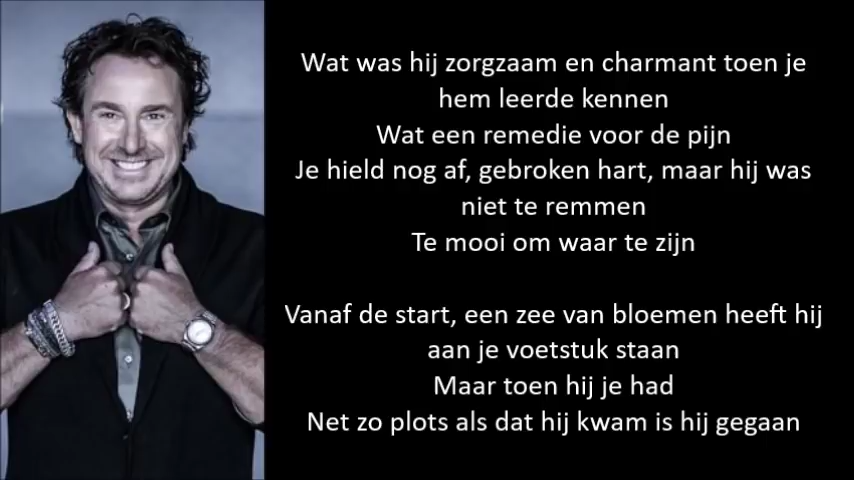 Wat was hij zorgzaam en charmant toen je
hem leerde kennen
Wat een remedie voor de pijn
Je hield nog af, gebroken hart, maar hij was
niet te remmen
Te mooi om waar te zijn
Vanaf de start, een zee van bloemen heeft hij
aan je voetstuk staan
Maar toen hij je had
Net zo plots als dat hij kwam is hij gegaan